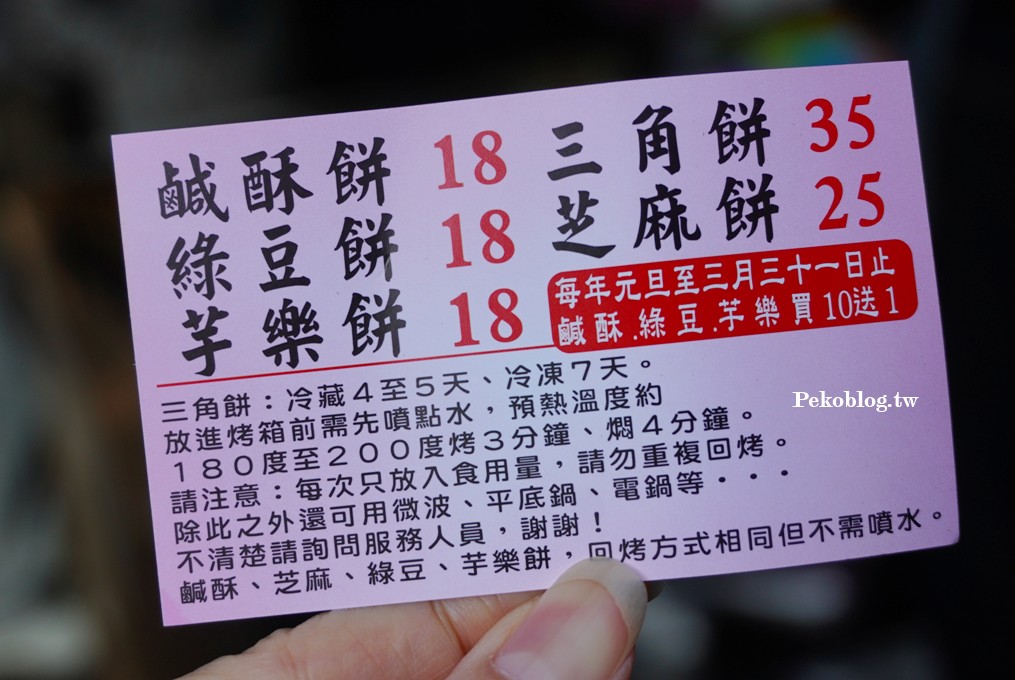 鹹酥餅 18 三角餅 35
綠豆餅 18 芝麻餅 25
芋樂餅 18
每年元旦至三月三十一日止
鹹酥.綠豆.芋樂買10送1
三角餅：冷藏4至5天、冷凍7天。
放進烤箱前需先噴點水，預熱溫度約
180度至200度烤3分鐘、燜4分鐘。
請注意：每次只放入食用量，請勿重複回烤。
除此之外還可用微波、平底鍋、電鍋等・・・
不清楚請詢問服務人員，謝謝！
鹹酥、芝麻、綠豆、芋樂餅，回烤方式相同但不需噴水。
Pekoblog.tw